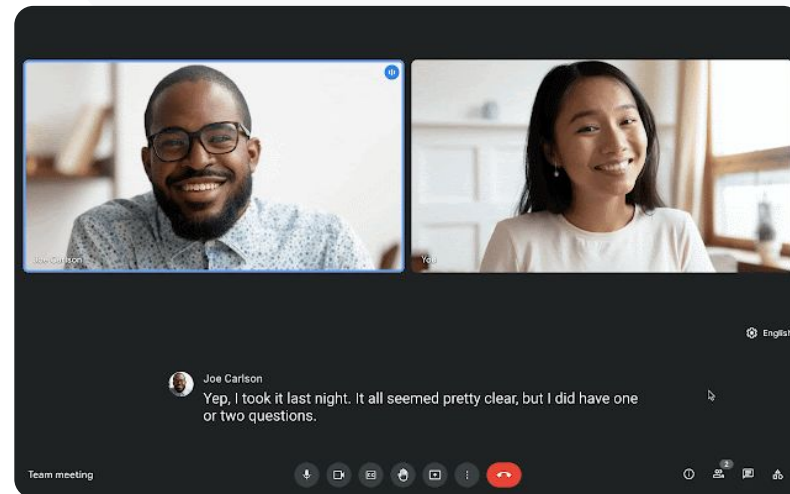 Joe Carlson
You
English
Joe Carlson
Yep, I took it last night. It all seemed pretty clear, but I did have one
or two questions.
Team meeting
2